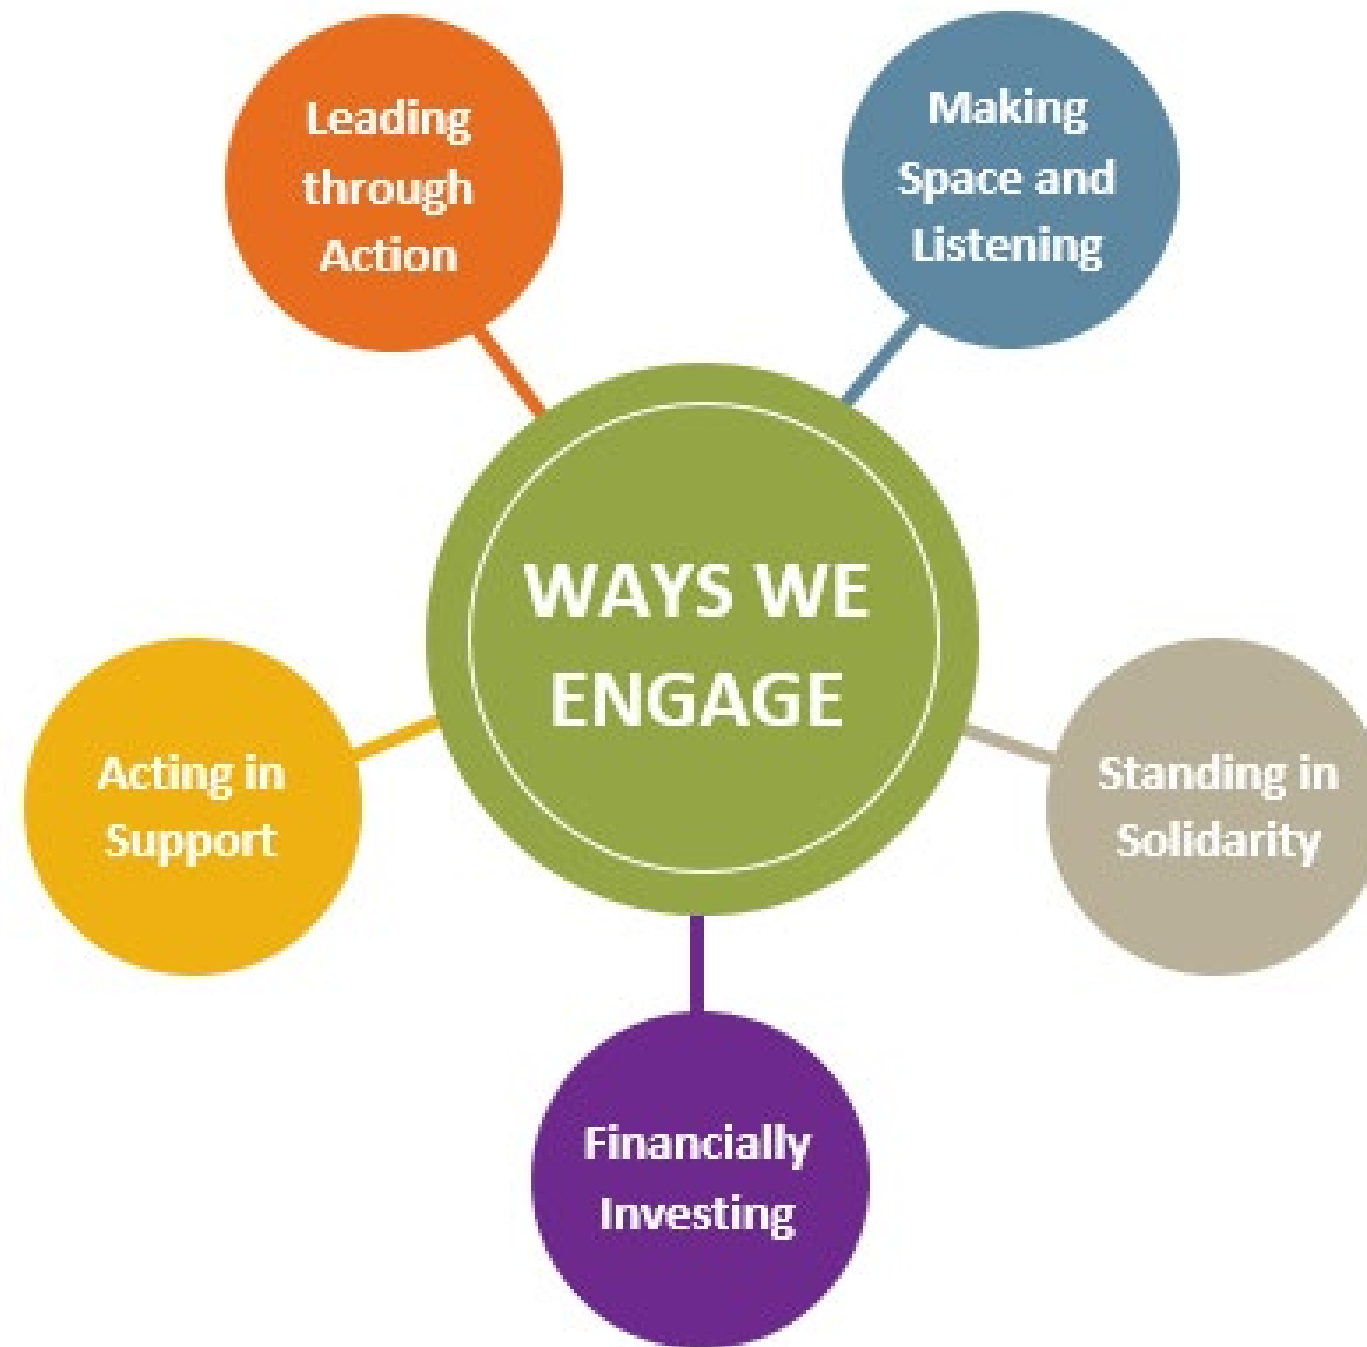 Leading
through
Action
Making
Space and
Listening
WAYS WE
ENGAGE
Acting in
Support
Standing in
Solidarity
Financially
Investing